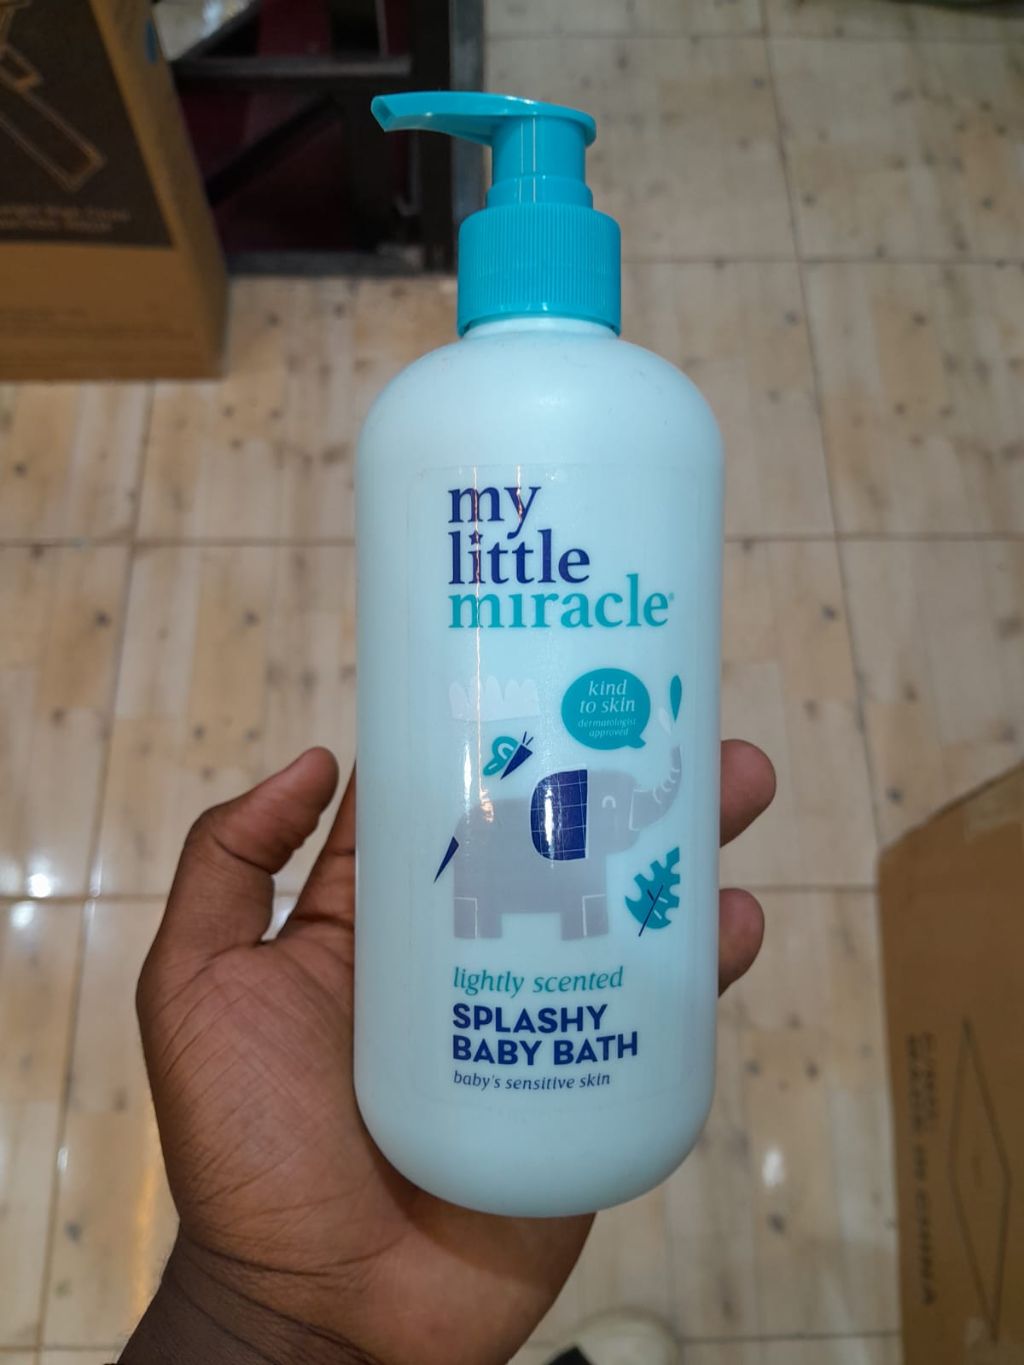 my
little
miracle®
kind
to skin
dermatologist
approved
lightly scented
SPLASHY
BABY BATH
baby's sensitive skin